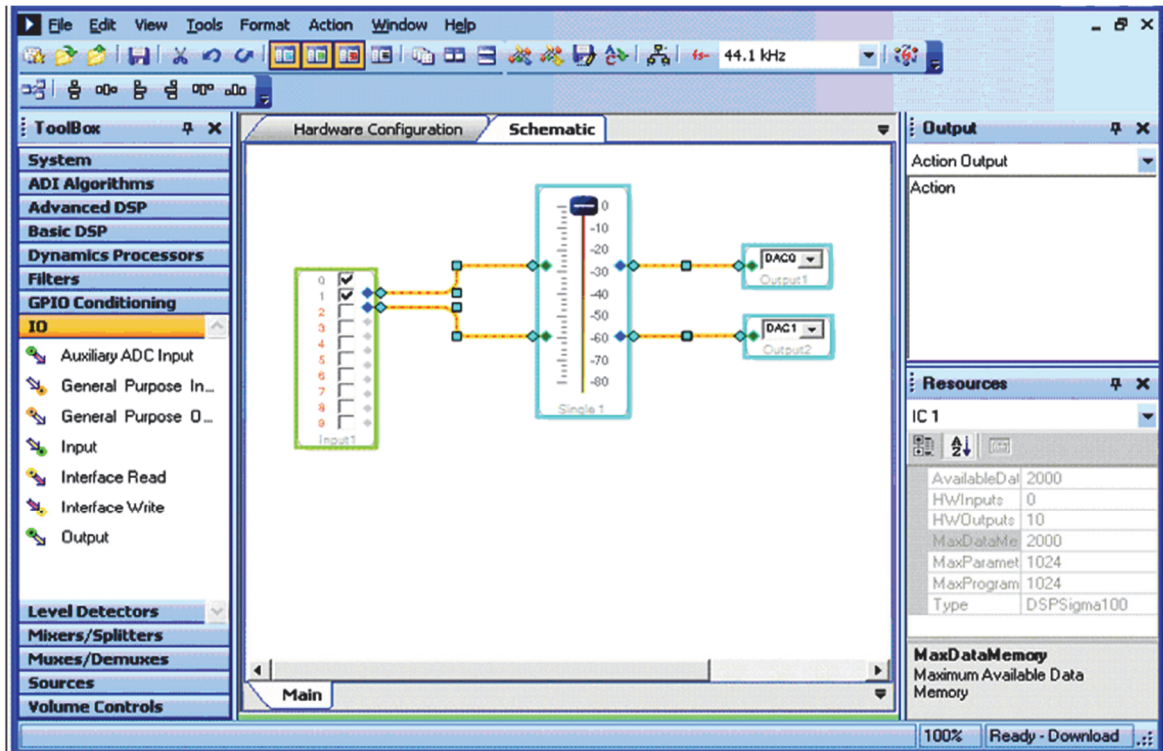 File Edit View Tools Format Action Window Help
fs- 44.1 kHz
ToolBox
System
ADI Algorithms
Advanced DSP
Basic DSP
Dynamics Processors
Filters
GPIO Conditioning
IO
Auxiliary ADC Input
General Purpose In...
General Purpose O...
Input
Interface Read
Interface Write
Output
Level Detectors
Mixers/Splitters
Muxes/Demuxes
Sources
Volume Controls
Hardware Configuration Schematic
0
1
2
3
4
5
6
7
8
9
Input1
0
-10
-20
-30
-40
-50
-60
-70
-80
Single 1
DAC0
Output1
DAC1
Output2
Main
Output
Action Output
Action
Resources
IC 1
AvailableDat 2000
HWInputs 0
HWOutputs 10
MaxDataMe 2000
MaxParamet 1024
MaxProgram 1024
Type DSPSigma100
MaxDataMemory
Maximum Available Data
Memory
100% Ready - Download